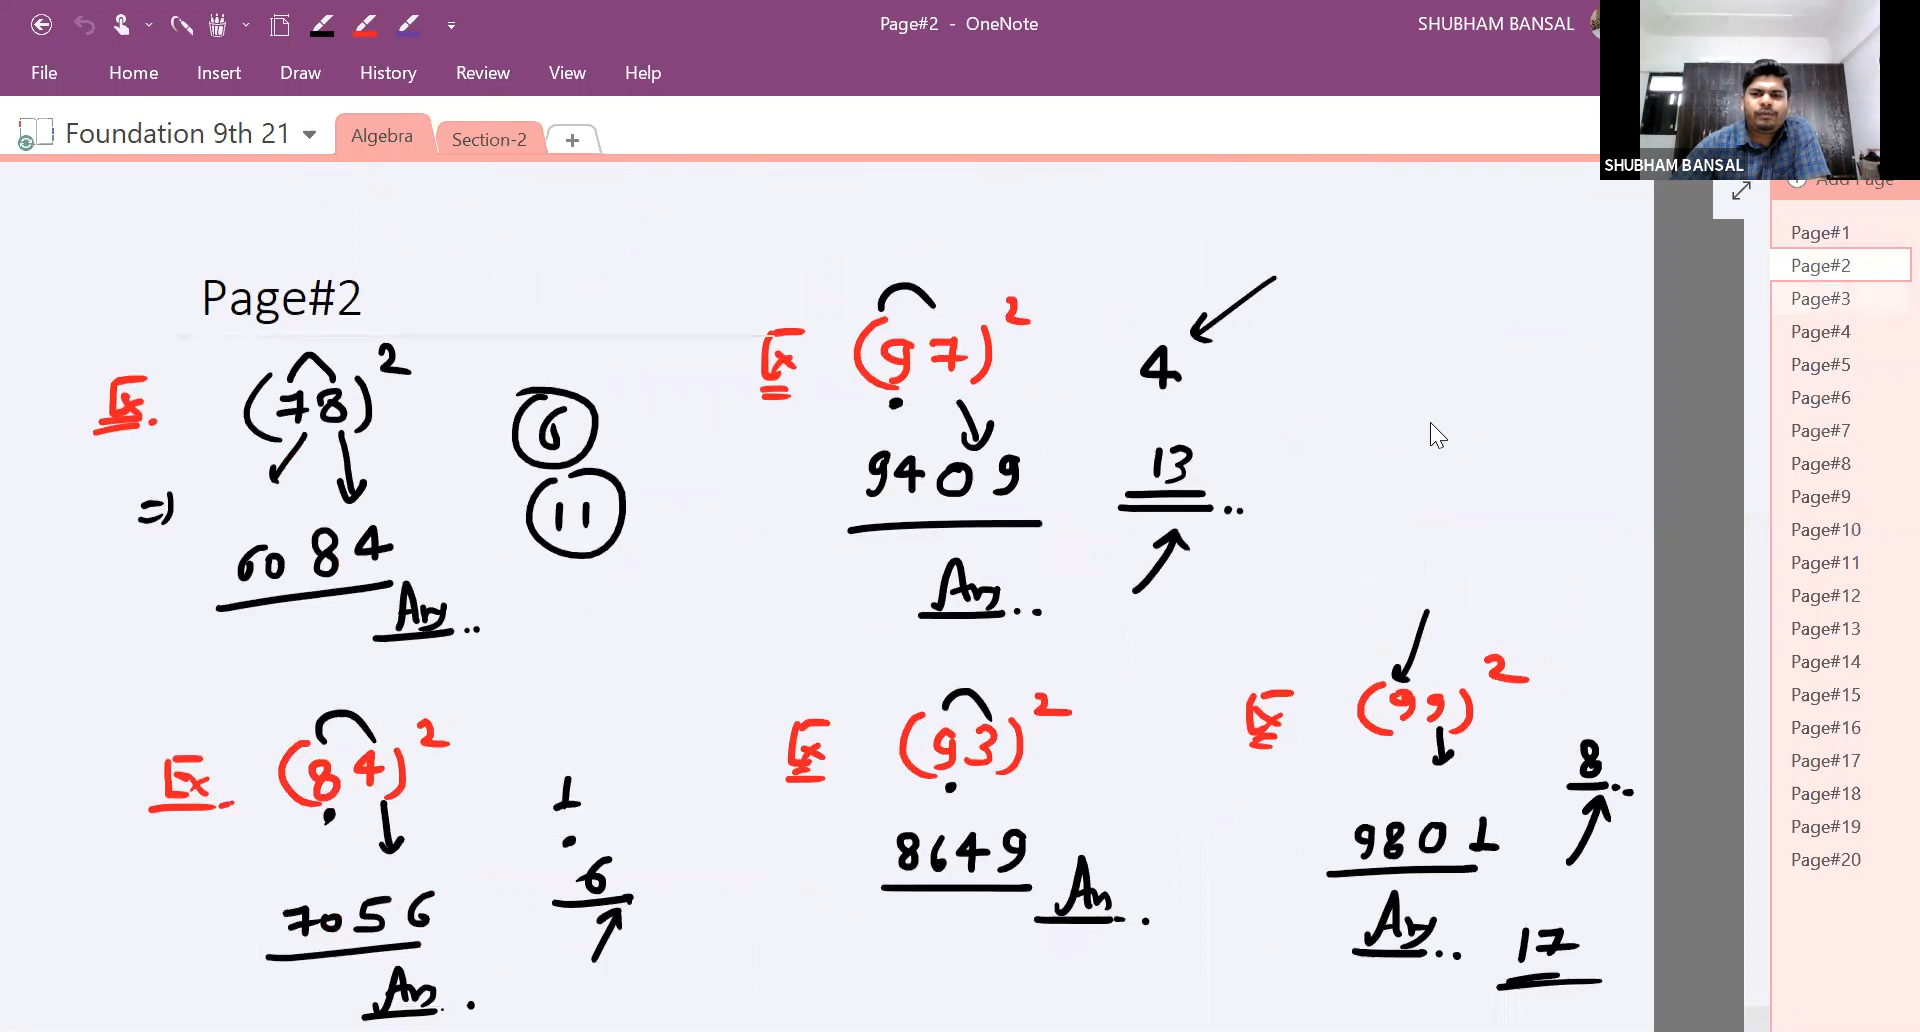 Page#2 - OneNote
SHUBHAM BANSAL
File Home Insert Draw History Review View Help
SHUBHAM BANSAL
Foundation 9th 21
Algebra
Section-2
+
Add Page
Page#1
Page#2
Page#3
Page#4
Page#5
Page#6
Page#7
Page#8
Page#9
Page#10
Page#11
Page#12
Page#13
Page#14
Page#15
Page#16
Page#17
Page#18
Page#19
Page#20
Page#2
Ex. (78)²
6
11
=) 6084
Ans ..
Ex (97)²
4
9409
13 ..
Ans ..
Ex (84)² ..
1
6
7056
Ans .
Ex (93)²
8649
An .
Ex (99)²
8 ..
9801
Ans ..
17